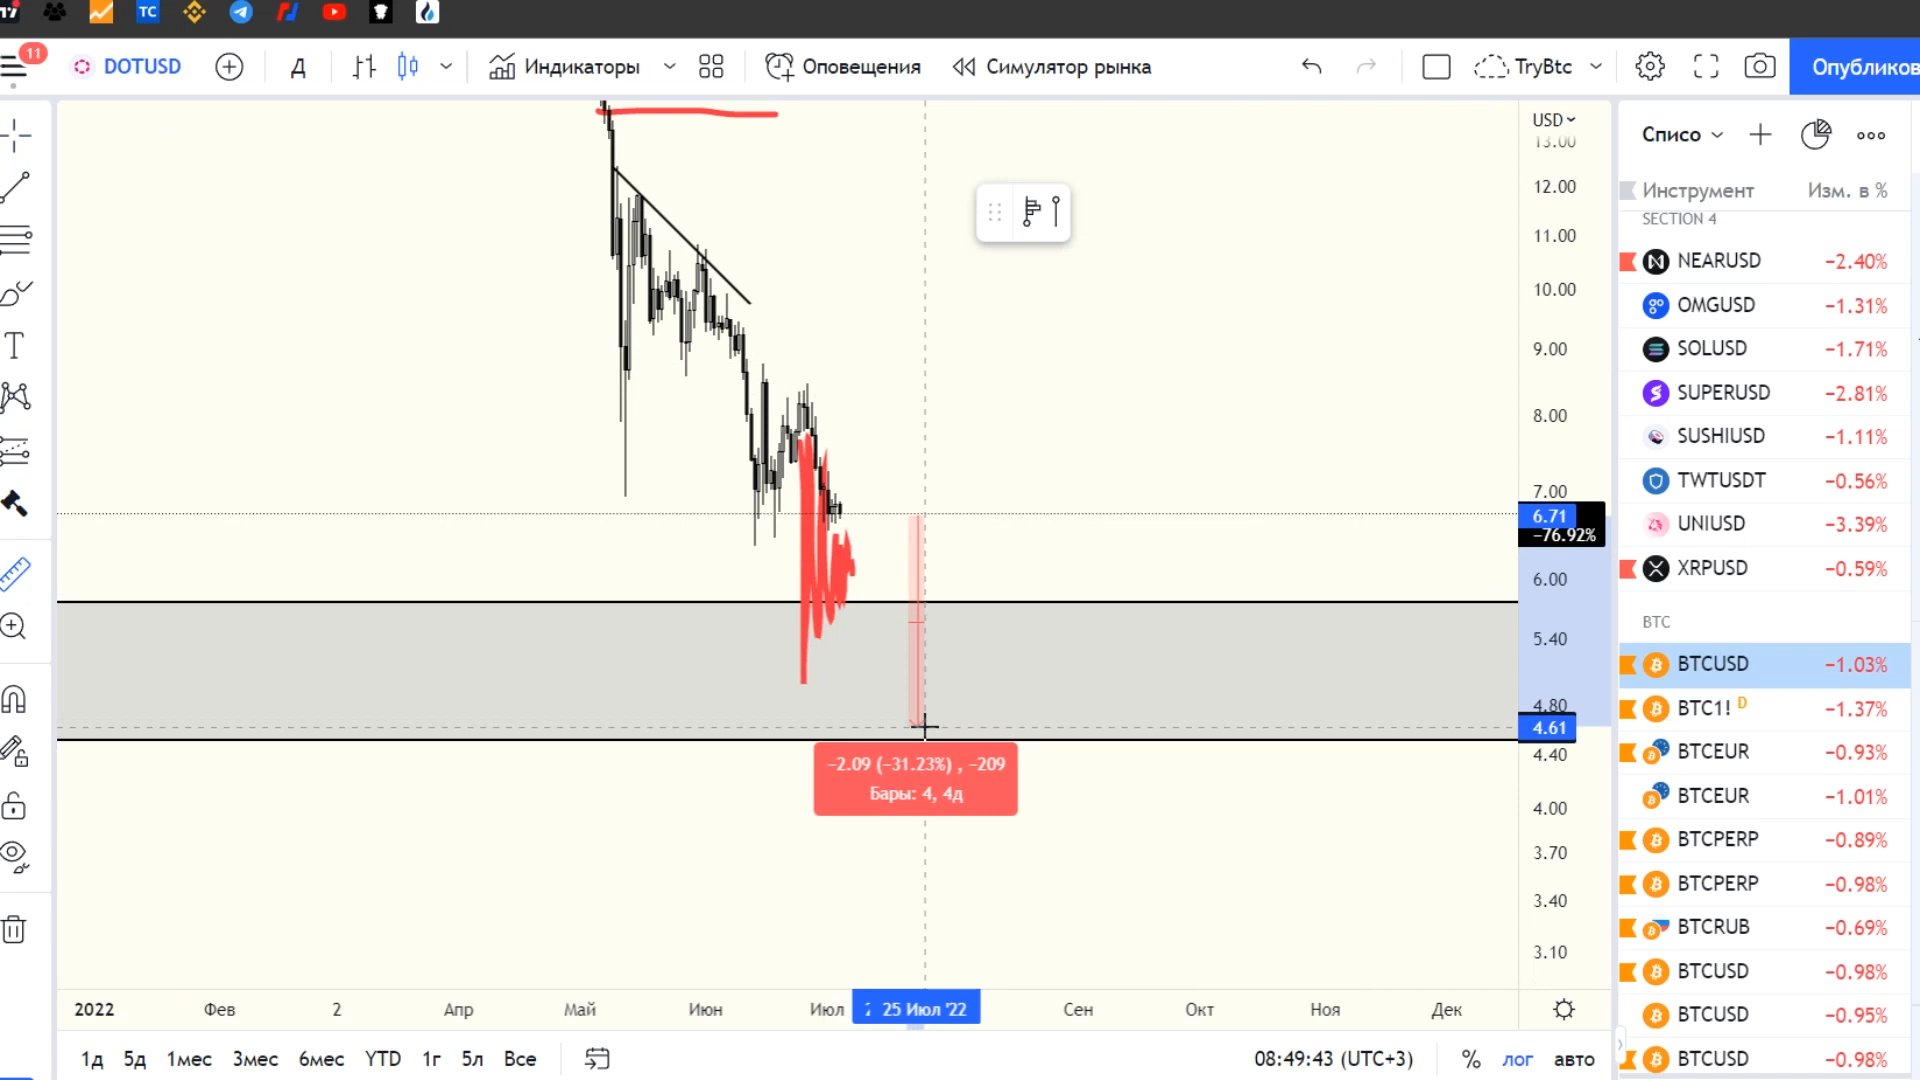 TC
11
DOTUSD
Д
Индикаторы
Оповещения
Симулятор рынка
TryBtc
Опубликов
USD
13.00
12.00
11.00
10.00
9.00
8.00
7.00
6.71
−76.92%
6.00
5.40
4.80
4.61
4.40
4.00
3.70
3.40
3.10
−2.09 (−31.23%) , −209
Бары: 4, 4д
2022
Фев
2
Апр
Май
Июн
Июл
25 Июл '22
Сен
Окт
Ноя
Дек
1д 5д 1мес 3мес 6мес YTD 1г 5л Все
08:49:43 (UTC+3)
% лог авто
Списо
Инструмент Изм. в %
SECTION 4
NEARUSD −2.40%
OMGUSD −1.31%
SOLUSD −1.71%
SUPERUSD −2.81%
SUSHIUSD −1.11%
TWTUSDT −0.56%
UNIUSD −3.39%
XRPUSD −0.59%
BTC
BTCUSD −1.03%
BTC1! D −1.37%
BTCEUR −0.93%
BTCEUR −1.01%
BTCPERP −0.89%
BTCPERP −0.98%
BTCRUB −0.69%
BTCUSD −0.98%
BTCUSD −0.95%
BTCUSD −0.98%